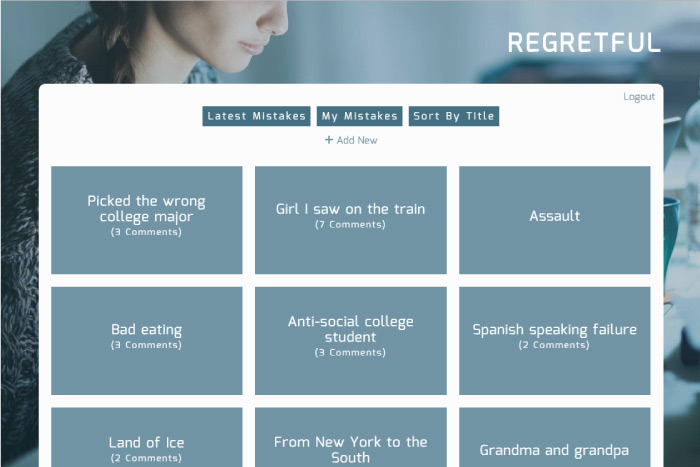 REGRETFUL
Logout
Latest Mistakes My Mistakes Sort By Title
+ Add New
Picked the wrong
college major
(3 Comments)
Girl I saw on the train
(7 Comments)
Assault
Bad eating
(3 Comments)
Anti-social college
student
(3 Comments)
Spanish speaking failure
(2 Comments)
Land of Ice
(2 Comments)
From New York to the
South
Grandma and grandpa